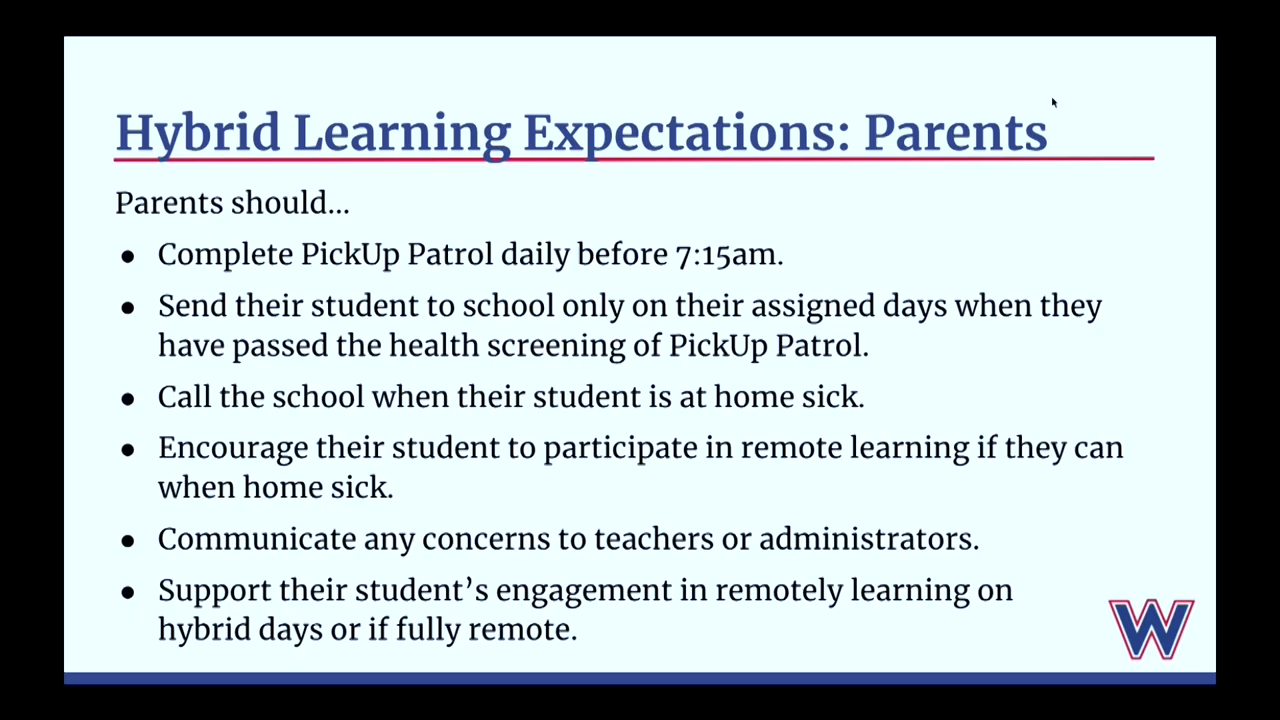 Hybrid Learning Expectations: Parents
Parents should...
● Complete PickUp Patrol daily before 7:15am.
● Send their student to school only on their assigned days when they
have passed the health screening of PickUp Patrol.
● Call the school when their student is at home sick.
● Encourage their student to participate in remote learning if they can
when home sick.
● Communicate any concerns to teachers or administrators.
● Support their student’s engagement in remotely learning on
hybrid days or if fully remote.
W